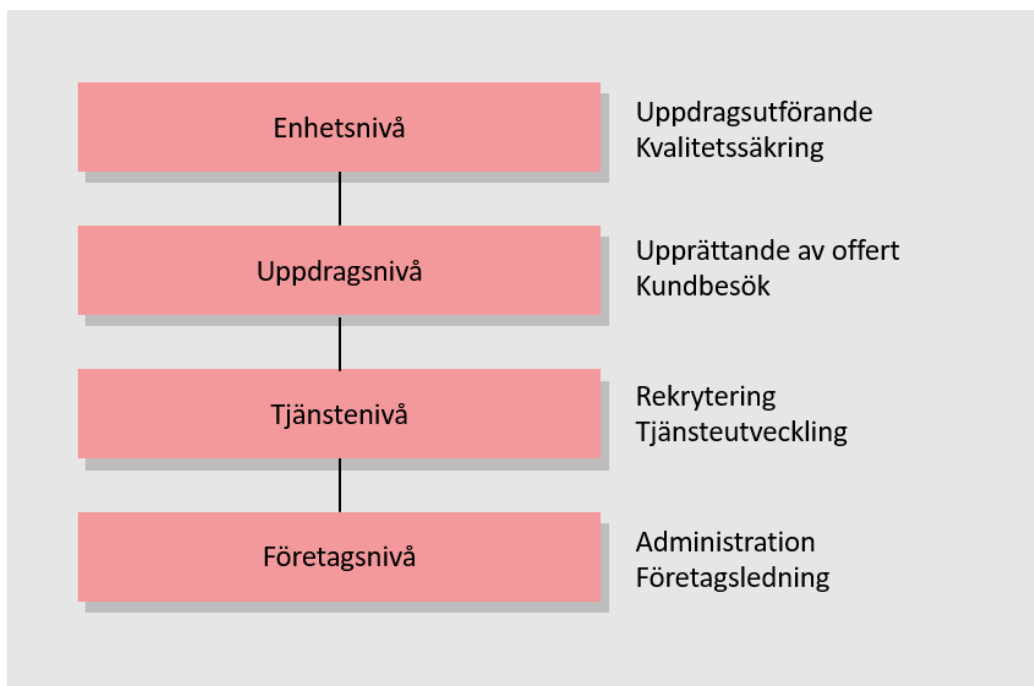 Enhetsnivå
Uppdragsutförande
Kvalitetssäkring
Uppdragsnivå
Upprättande av offert
Kundbesök
Tjänstenivå
Rekrytering
Tjänsteutveckling
Företagsnivå
Administration
Företagsledning